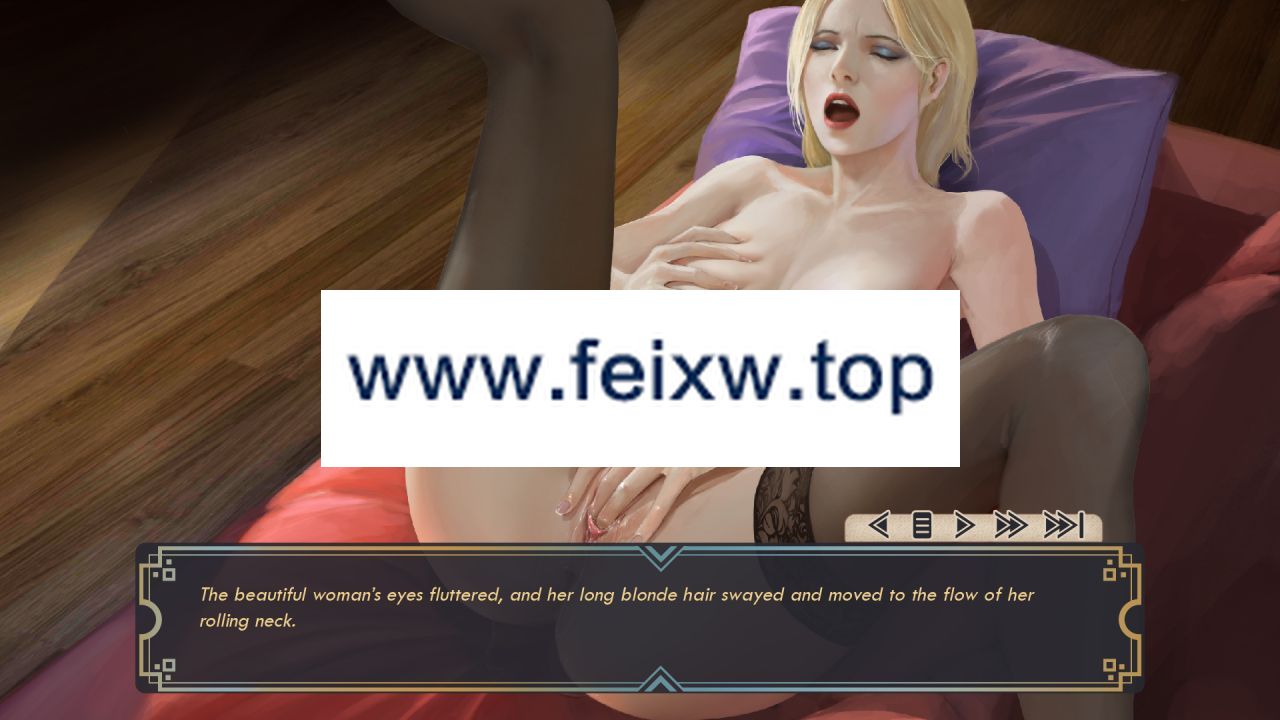 www.feixw.top
The beautiful woman's eyes fluttered, and her long blonde hair swayed and moved to the flow of her
rolling neck.